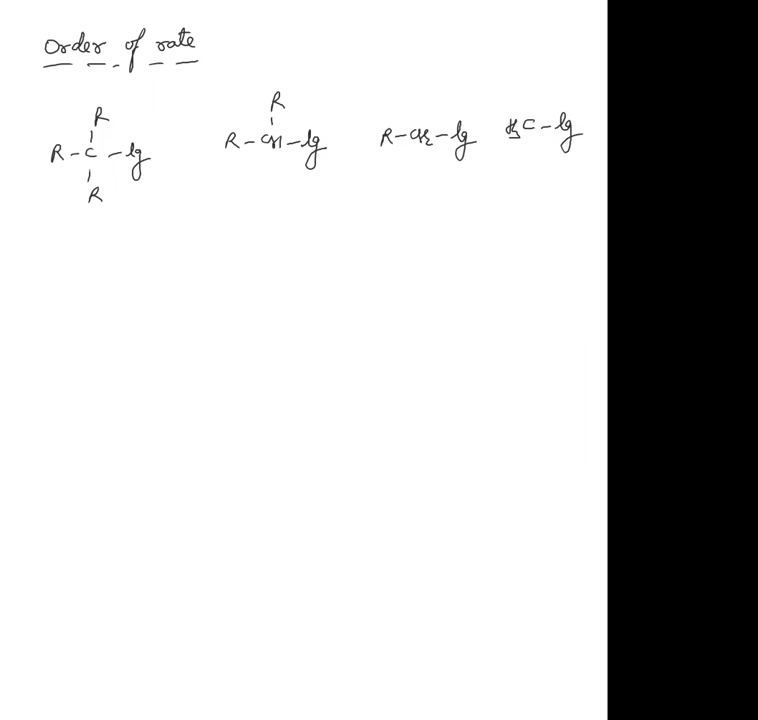 Order of rate
R R
R-C-lg R-CH-lg R-CH2-lg H3C-lg
R